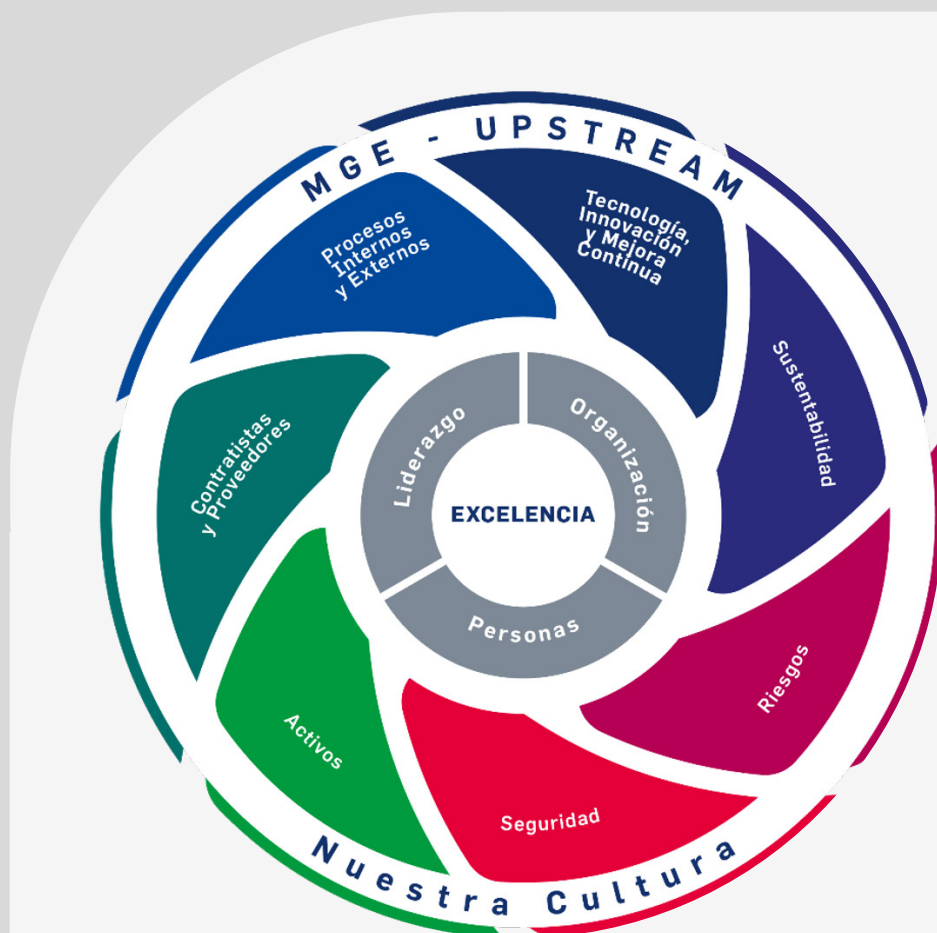 MGE - UPSTREAM
Tecnología,
Innovación
y Mejora
Contínua
Procesos
Internos
y Externos
Sustentabilidad
Contratistas
y Proveedores
Liderazgo
Organización
EXCELENCIA
Personas
Riesgos
Activos
Seguridad
Nuestra Cultura